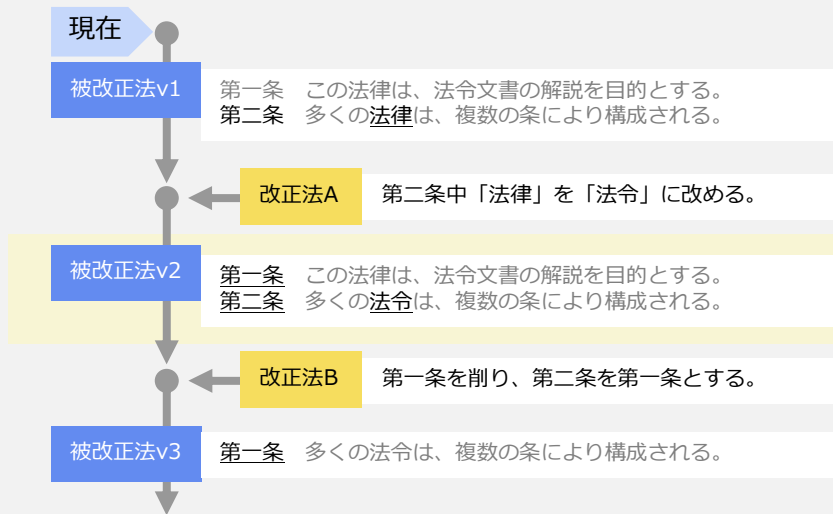 現在
被改正法v1
第一条　この法律は、法令文書の解説を目的とする。
第二条　多くの法律は、複数の条により構成される。
改正法A
第二条中「法律」を「法令」に改める。
被改正法v2
第一条　この法律は、法令文書の解説を目的とする。
第二条　多くの法令は、複数の条により構成される。
改正法B
第一条を削り、第二条を第一条とする。
被改正法v3
第一条　多くの法令は、複数の条により構成される。